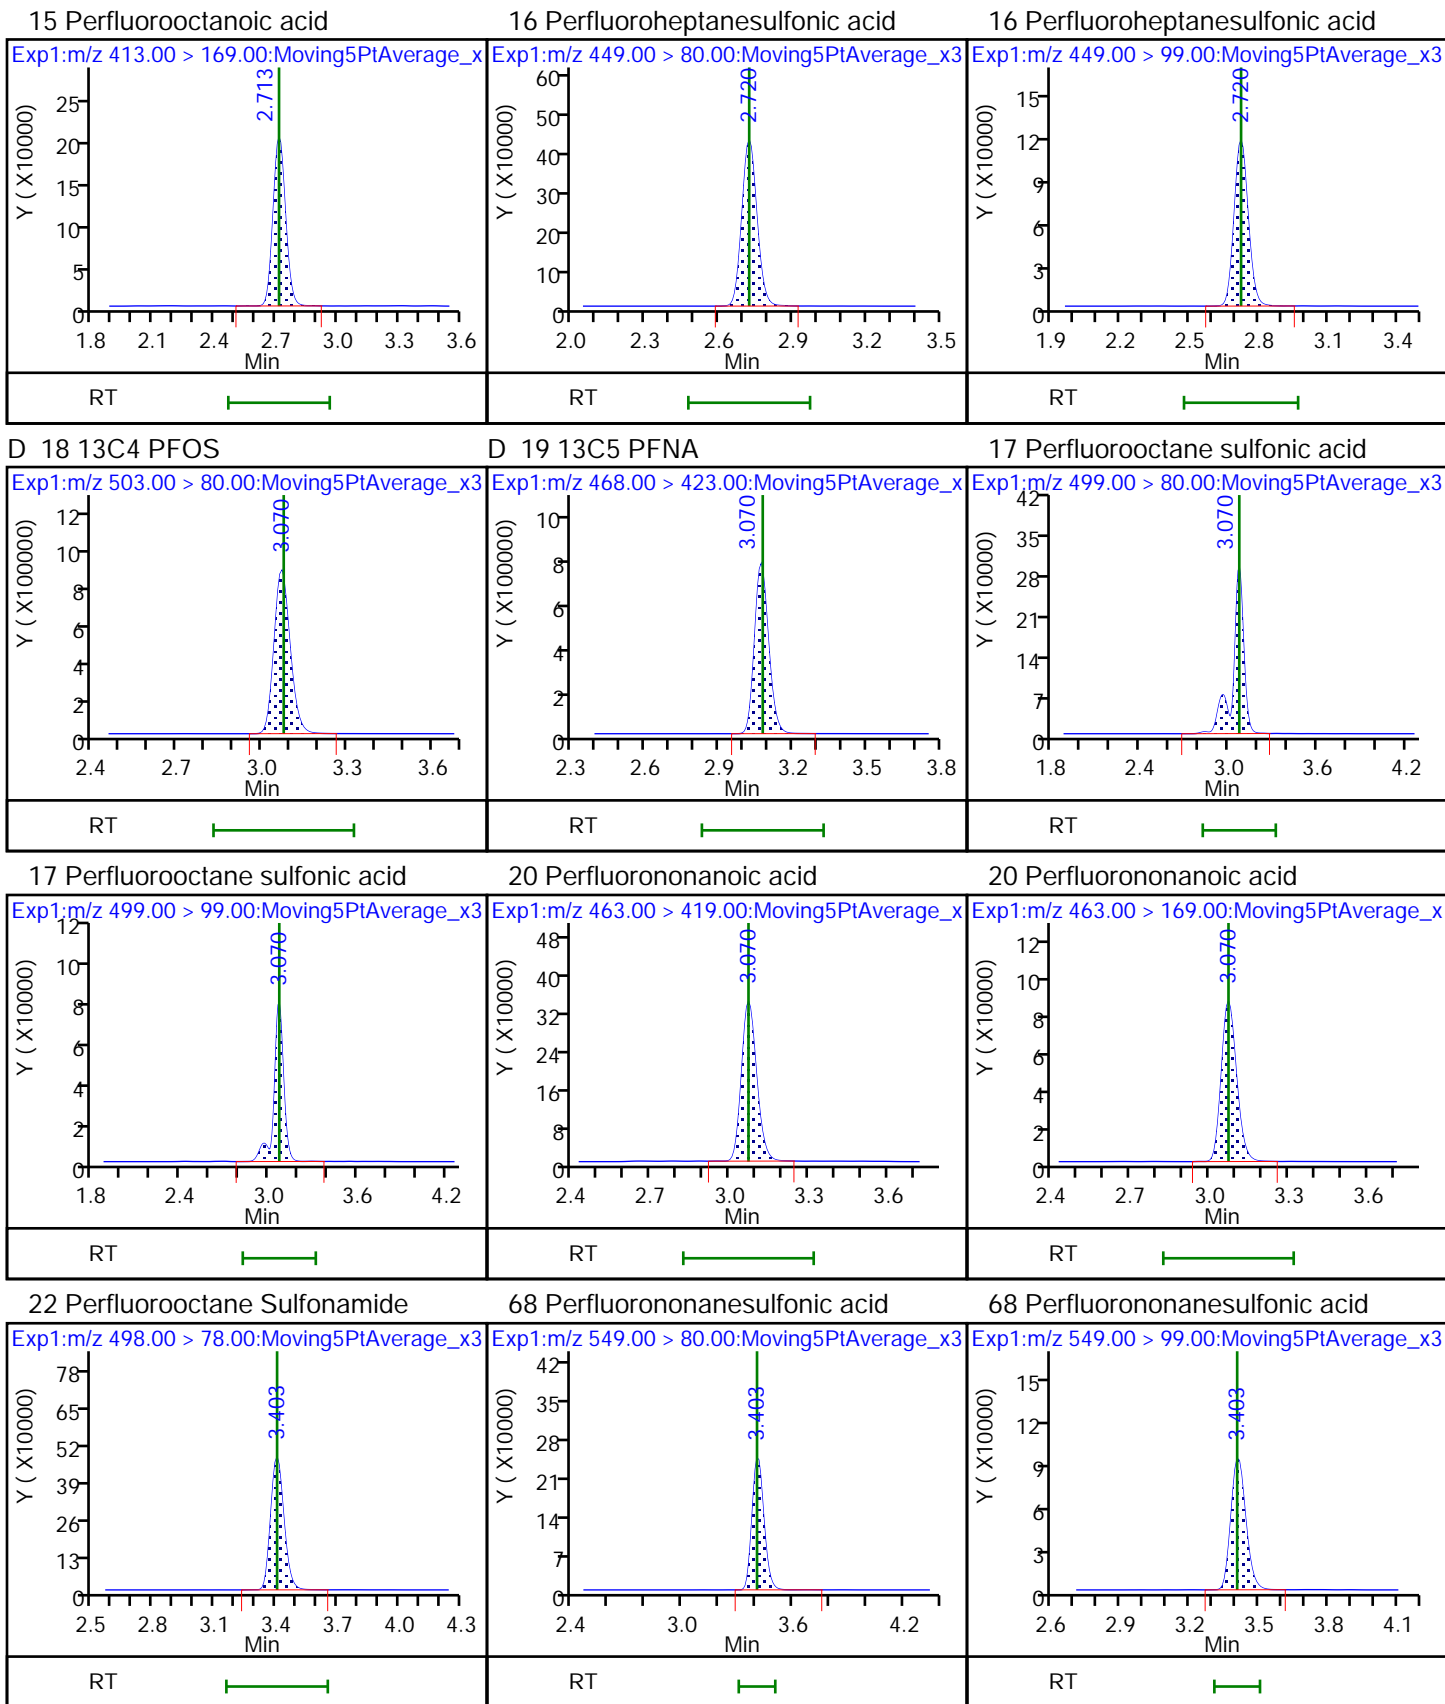 15 Perfluorooctanoic acid
16 Perfluoroheptanesulfonic acid
16 Perfluoroheptanesulfonic acid
Exp1:m/z 413.00 > 169.00:Moving5PtAverage_x
Exp1:m/z 449.00 > 80.00:Moving5PtAverage_x3
Exp1:m/z 449.00 > 99.00:Moving5PtAverage_x3
2.713
2.720
2.720
Y ( X10000)
25
20
15
10
5
0
Y ( X10000)
60
50
40
30
20
10
0
Y ( X10000)
15
12
9
6
3
0
1.8 2.1 2.4 2.7 3.0 3.3 3.6
2.0 2.3 2.6 2.9 3.2 3.5
1.9 2.2 2.5 2.8 3.1 3.4
Min
Min
Min
RT
RT
RT
D 18 13C4 PFOS
D 19 13C5 PFNA
17 Perfluorooctane sulfonic acid
Exp1:m/z 503.00 > 80.00:Moving5PtAverage_x3
Exp1:m/z 468.00 > 423.00:Moving5PtAverage_x
Exp1:m/z 499.00 > 80.00:Moving5PtAverage_x3
3.070
3.070
3.070
Y ( X100000)
12
10
8
6
4
2
0
Y ( X100000)
10
8
6
4
2
0
Y ( X10000)
42
35
28
21
14
7
0
2.4 2.7 3.0 3.3 3.6
2.3 2.6 2.9 3.2 3.5 3.8
1.8 2.4 3.0 3.6 4.2
Min
Min
Min
RT
RT
RT
17 Perfluorooctane sulfonic acid
20 Perfluorononanoic acid
20 Perfluorononanoic acid
Exp1:m/z 499.00 > 99.00:Moving5PtAverage_x3
Exp1:m/z 463.00 > 419.00:Moving5PtAverage_x
Exp1:m/z 463.00 > 169.00:Moving5PtAverage_x
3.070
3.070
3.070
Y ( X10000)
12
10
8
6
4
2
0
Y ( X10000)
48
40
32
24
16
8
0
Y ( X10000)
12
10
8
6
4
2
0
1.8 2.4 3.0 3.6 4.2
2.4 2.7 3.0 3.3 3.6
2.4 2.7 3.0 3.3 3.6
Min
Min
Min
RT
RT
RT
22 Perfluorooctane Sulfonamide
68 Perfluorononanesulfonic acid
68 Perfluorononanesulfonic acid
Exp1:m/z 498.00 > 78.00:Moving5PtAverage_x3
Exp1:m/z 549.00 > 80.00:Moving5PtAverage_x3
Exp1:m/z 549.00 > 99.00:Moving5PtAverage_x3
3.403
3.403
3.403
Y ( X10000)
78
65
52
39
26
13
0
Y ( X10000)
42
35
28
21
14
7
0
Y ( X10000)
15
12
9
6
3
0
2.5 2.8 3.1 3.4 3.7 4.0 4.3
2.4 3.0 3.6 4.2
2.6 2.9 3.2 3.5 3.8 4.1
Min
Min
Min
RT
RT
RT